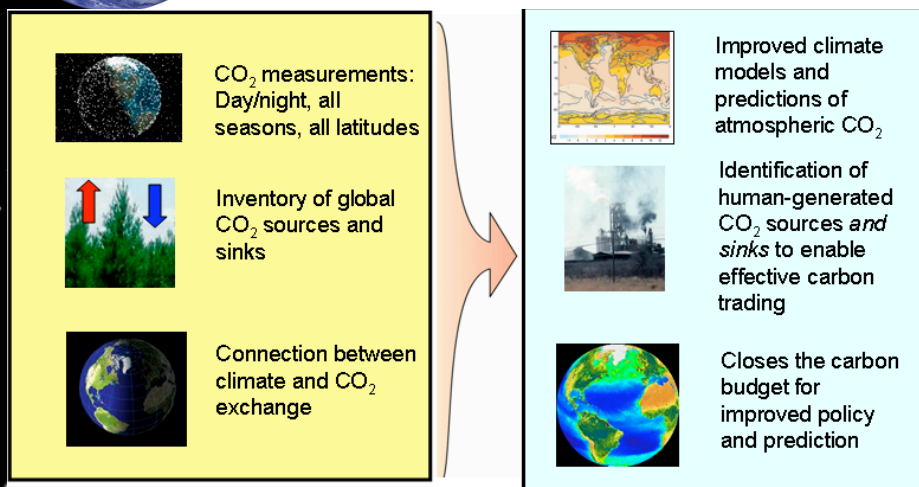 CO₂ measurements:
Day/night, all
seasons, all latitudes
Inventory of global
CO₂ sources and
sinks
Connection between
climate and CO₂
exchange
Improved climate
models and
predictions of
atmospheric CO₂
Identification of
human-generated
CO₂ sources and
sinks to enable
effective carbon
trading
Closes the carbon
budget for
improved policy
and prediction